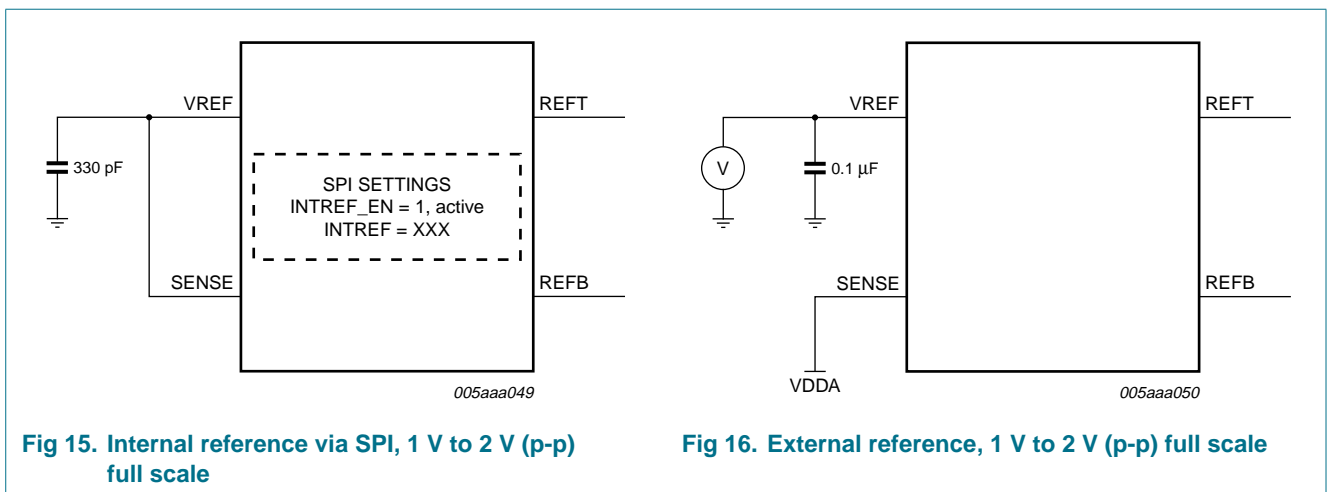 VREF
REFT
330 pF
SPI SETTINGS
INTREF_EN = 1, active
INTREF = XXX
SENSE
REFB
005aaa049
Fig 15. Internal reference via SPI, 1 V to 2 V (p-p)
full scale
VREF
REFT
V
0.1 μF
SENSE
REFB
VDDA
005aaa050
Fig 16. External reference, 1 V to 2 V (p-p) full scale